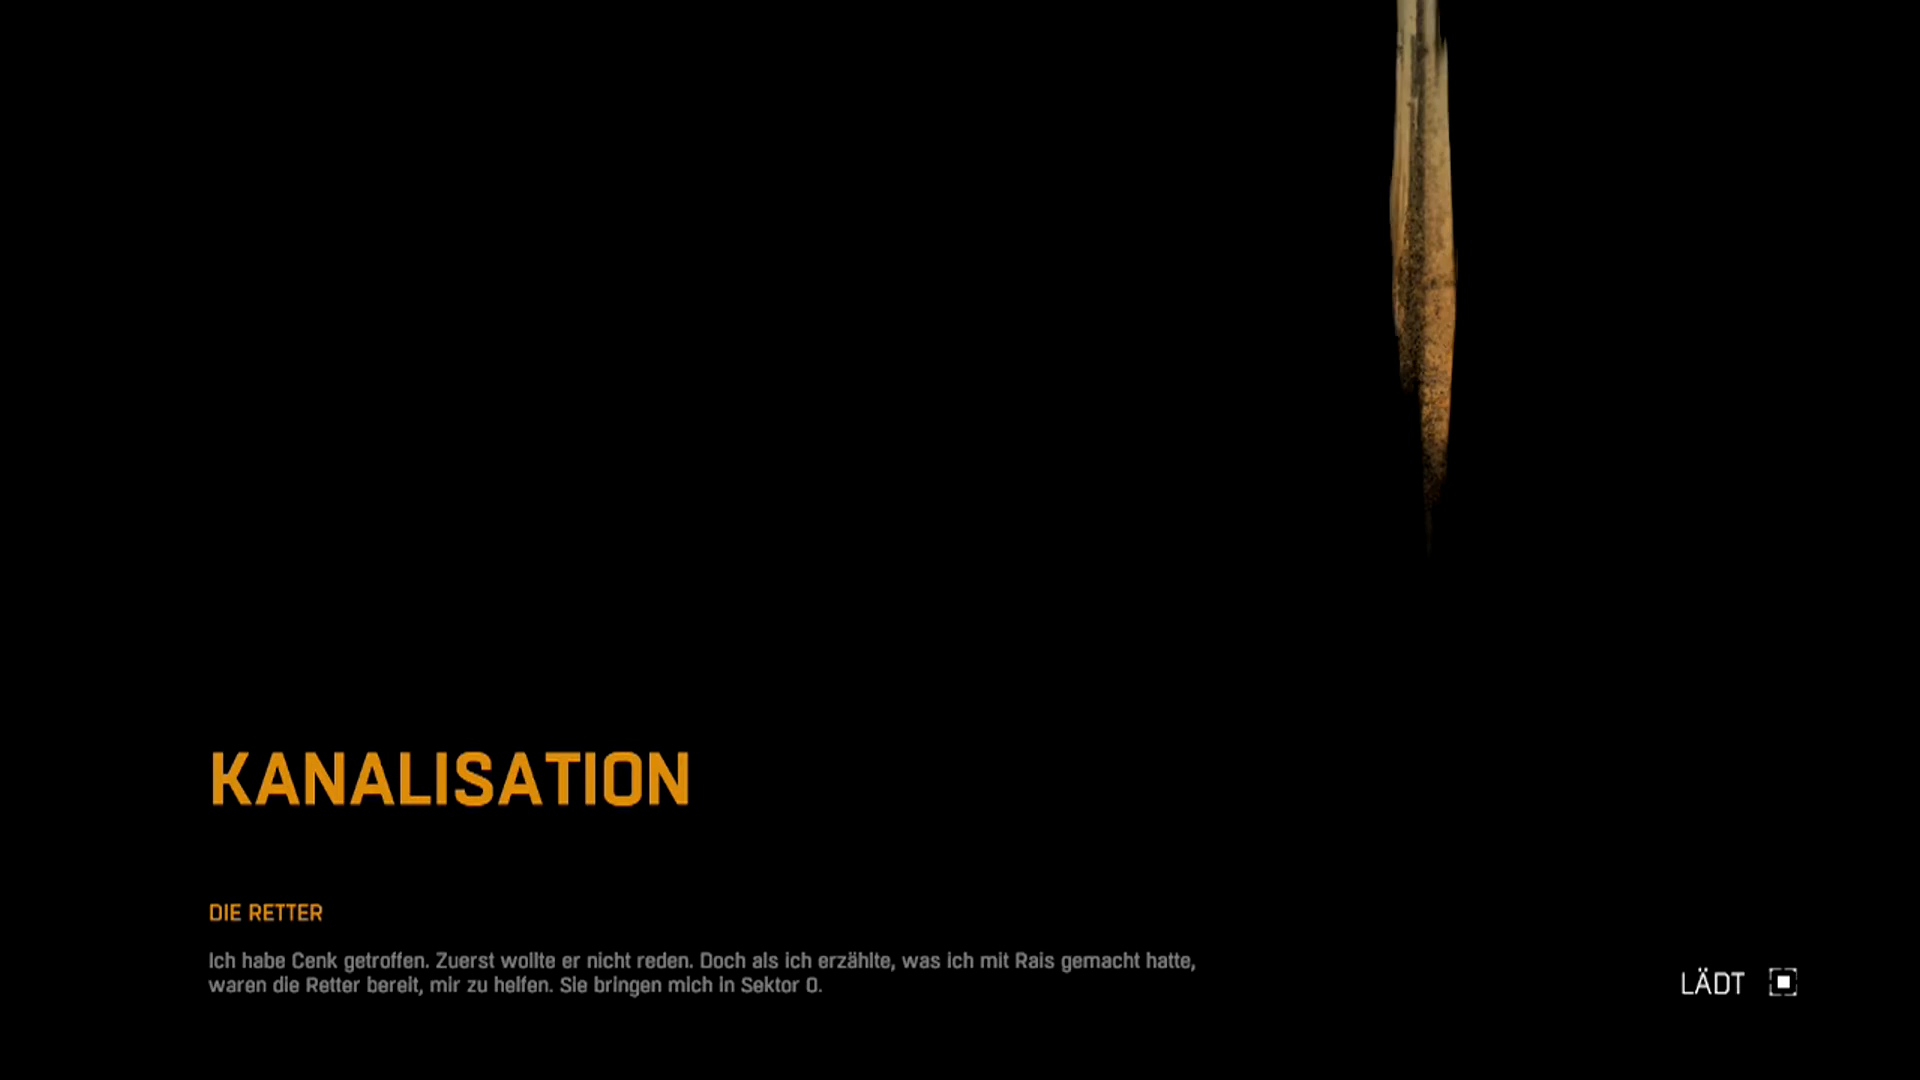 KANALISATION
DIE RETTER
Ich habe Cenk getroffen. Zuerst wollte er nicht reden. Doch als ich erzählte, was ich mit Rais gemacht hatte,
waren die Retter bereit, mir zu helfen. Sie bringen mich in Sektor 0.
LÄDT